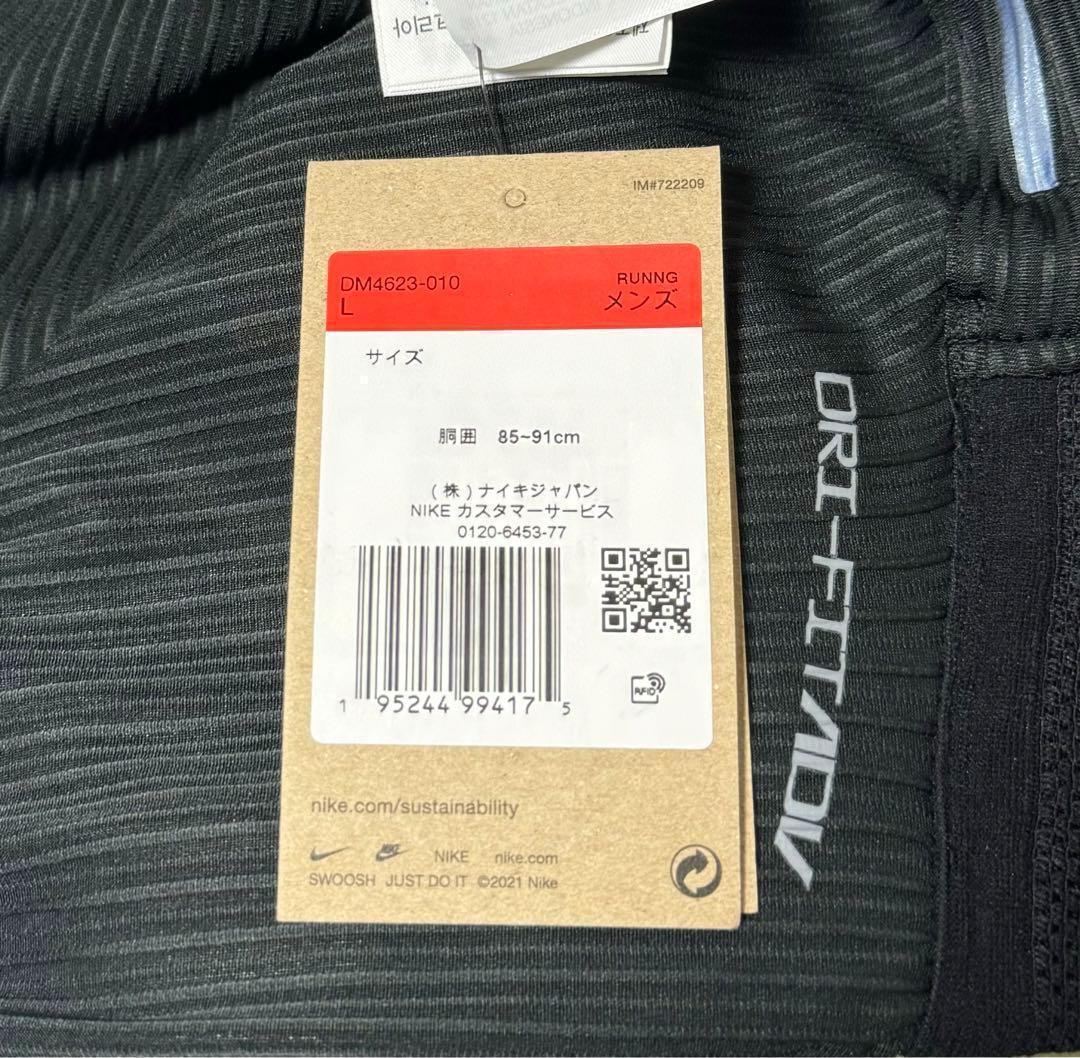 INDONESIA
IM#722209
DM4623-010
RUNNG
L
メンズ
サイズ
胴囲 85~91cm
(株)ナイキジャパン
NIKE カスタマーサービス
0120-6453-77
RFID
1 95244 99417 5
nike.com/sustainability
NIKE nike.com
SWOOSH JUST DO IT ©2021 Nike
DRI-FIT ADV